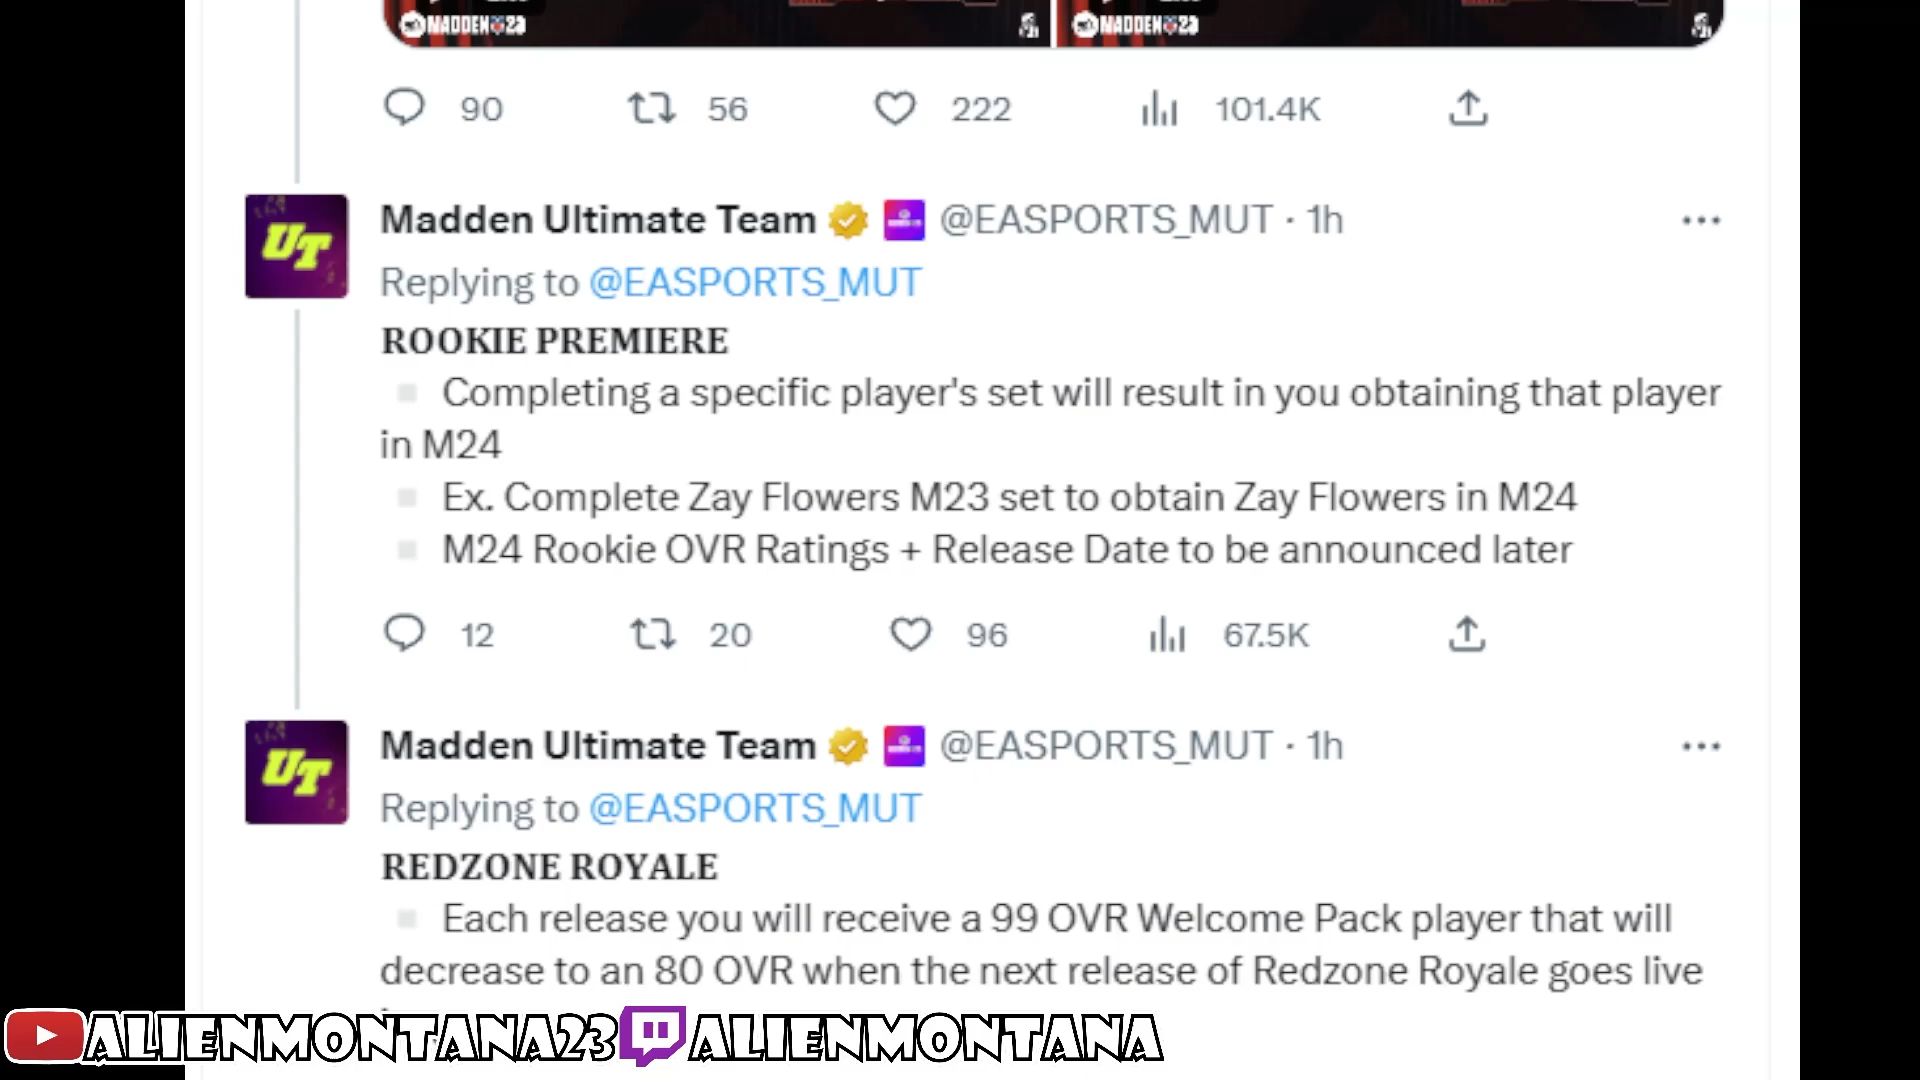 MADDEN 23 MADDEN 23
90 56 222 101.4K
UT Madden Ultimate Team @EASPORTS_MUT · 1h
Replying to @EASPORTS_MUT
ROOKIE PREMIERE
Completing a specific player's set will result in you obtaining that player
in M24
Ex. Complete Zay Flowers M23 set to obtain Zay Flowers in M24
M24 Rookie OVR Ratings + Release Date to be announced later
12 20 96 67.5K
UT Madden Ultimate Team @EASPORTS_MUT · 1h
Replying to @EASPORTS_MUT
REDZONE ROYALE
Each release you will receive a 99 OVR Welcome Pack player that will
decrease to an 80 OVR when the next release of Redzone Royale goes live
ALIENMONTANA23 ALIENMONTANA